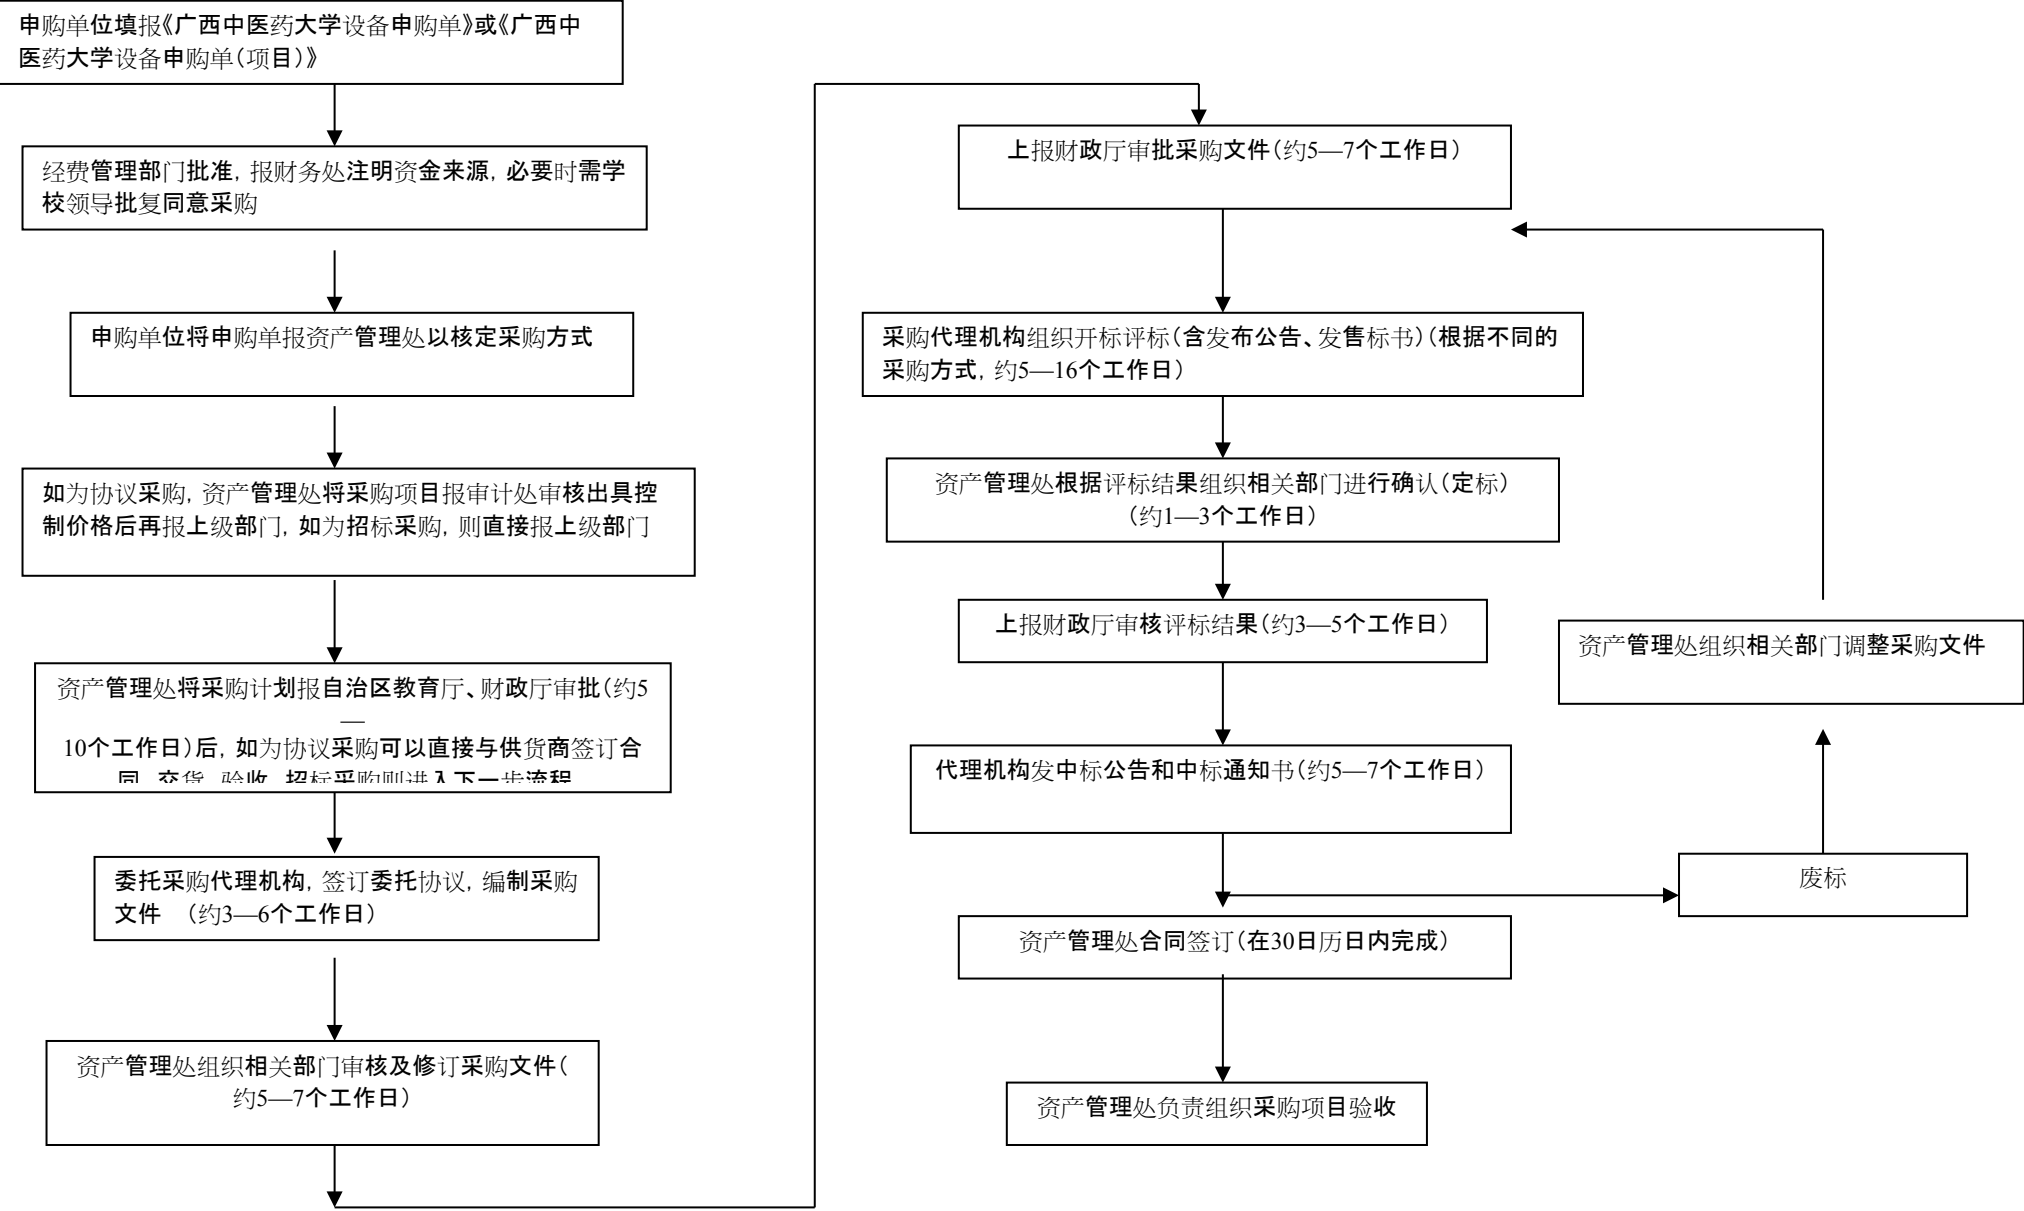 申购单位填报《广西中医药大学设备申购单》或《广西中
医药大学设备申购单（项目）》
经费管理部门批准，报财务处注明资金来源，必要时需学
校领导批复同意采购
申购单位将申购单报资产管理处以核定采购方式
如为协议采购，资产管理处将采购项目报审计处审核出具控
制价格后再报上级部门，如为招标采购，则直接报上级部门
资产管理处将采购计划报自治区教育厅、财政厅审批（约5
—
10个工作日）后，如为协议采购可以直接与供货商签订合
同、交货、验收，招标采购则进入下一步流程
委托采购代理机构，签订委托协议，编制采购
文件 （约3—6个工作日）
资产管理处组织相关部门审核及修订采购文件（
约5—7个工作日）
上报财政厅审批采购文件（约5—7个工作日）
采购代理机构组织开标评标（含发布公告、发售标书）（根据不同的
采购方式，约5—16个工作日）
资产管理处根据评标结果组织相关部门进行确认（定标）
（约1—3个工作日）
上报财政厅审核评标结果（约3—5个工作日）
代理机构发中标公告和中标通知书（约5—7个工作日）
资产管理处合同签订（在30日历日内完成）
资产管理处负责组织采购项目验收
资产管理处组织相关部门调整采购文件
废标